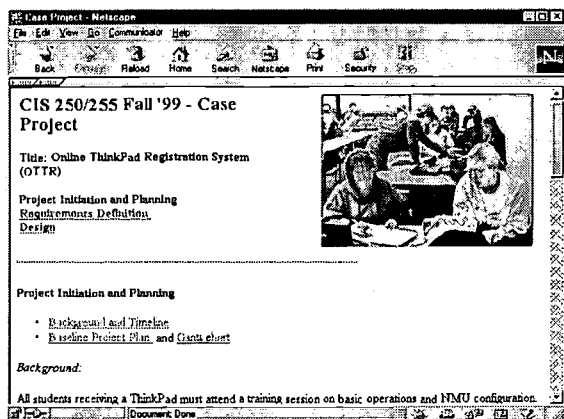 Case Project - Netscape
File Edit View Go Communicator Help
Back Reload Home Search Netscape Print Security Stop
N
CIS 250/255 Fall '99 - Case
Project
Title: Online ThinkPad Registration System
(OTTR)
Project Initiation and Planning
Requirements Definition
Design
Project Initiation and Planning
• Background and Timeline
• Baseline Project Plan and Gantt chart
Background:
All students receiving a ThinkPad must attend a training session on basic operations and NMU configuration.
Document Done